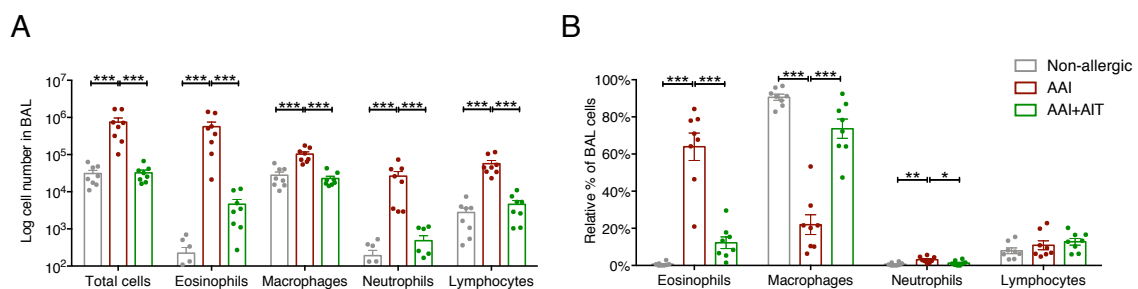 A
Log cell number in BAL
10^7
10^6
10^5
10^4
10^3
10^2
*** ***
*** ***
*** ***
*** ***
*** ***
Total cells Eosinophils Macrophages Neutrophils Lymphocytes
B
Relative % of BAL cells
100%
80%
60%
40%
20%
0%
*** ***
*** ***
** *
Eosinophils Macrophages Neutrophils Lymphocytes
Non-allergic
AAI
AAI+AIT